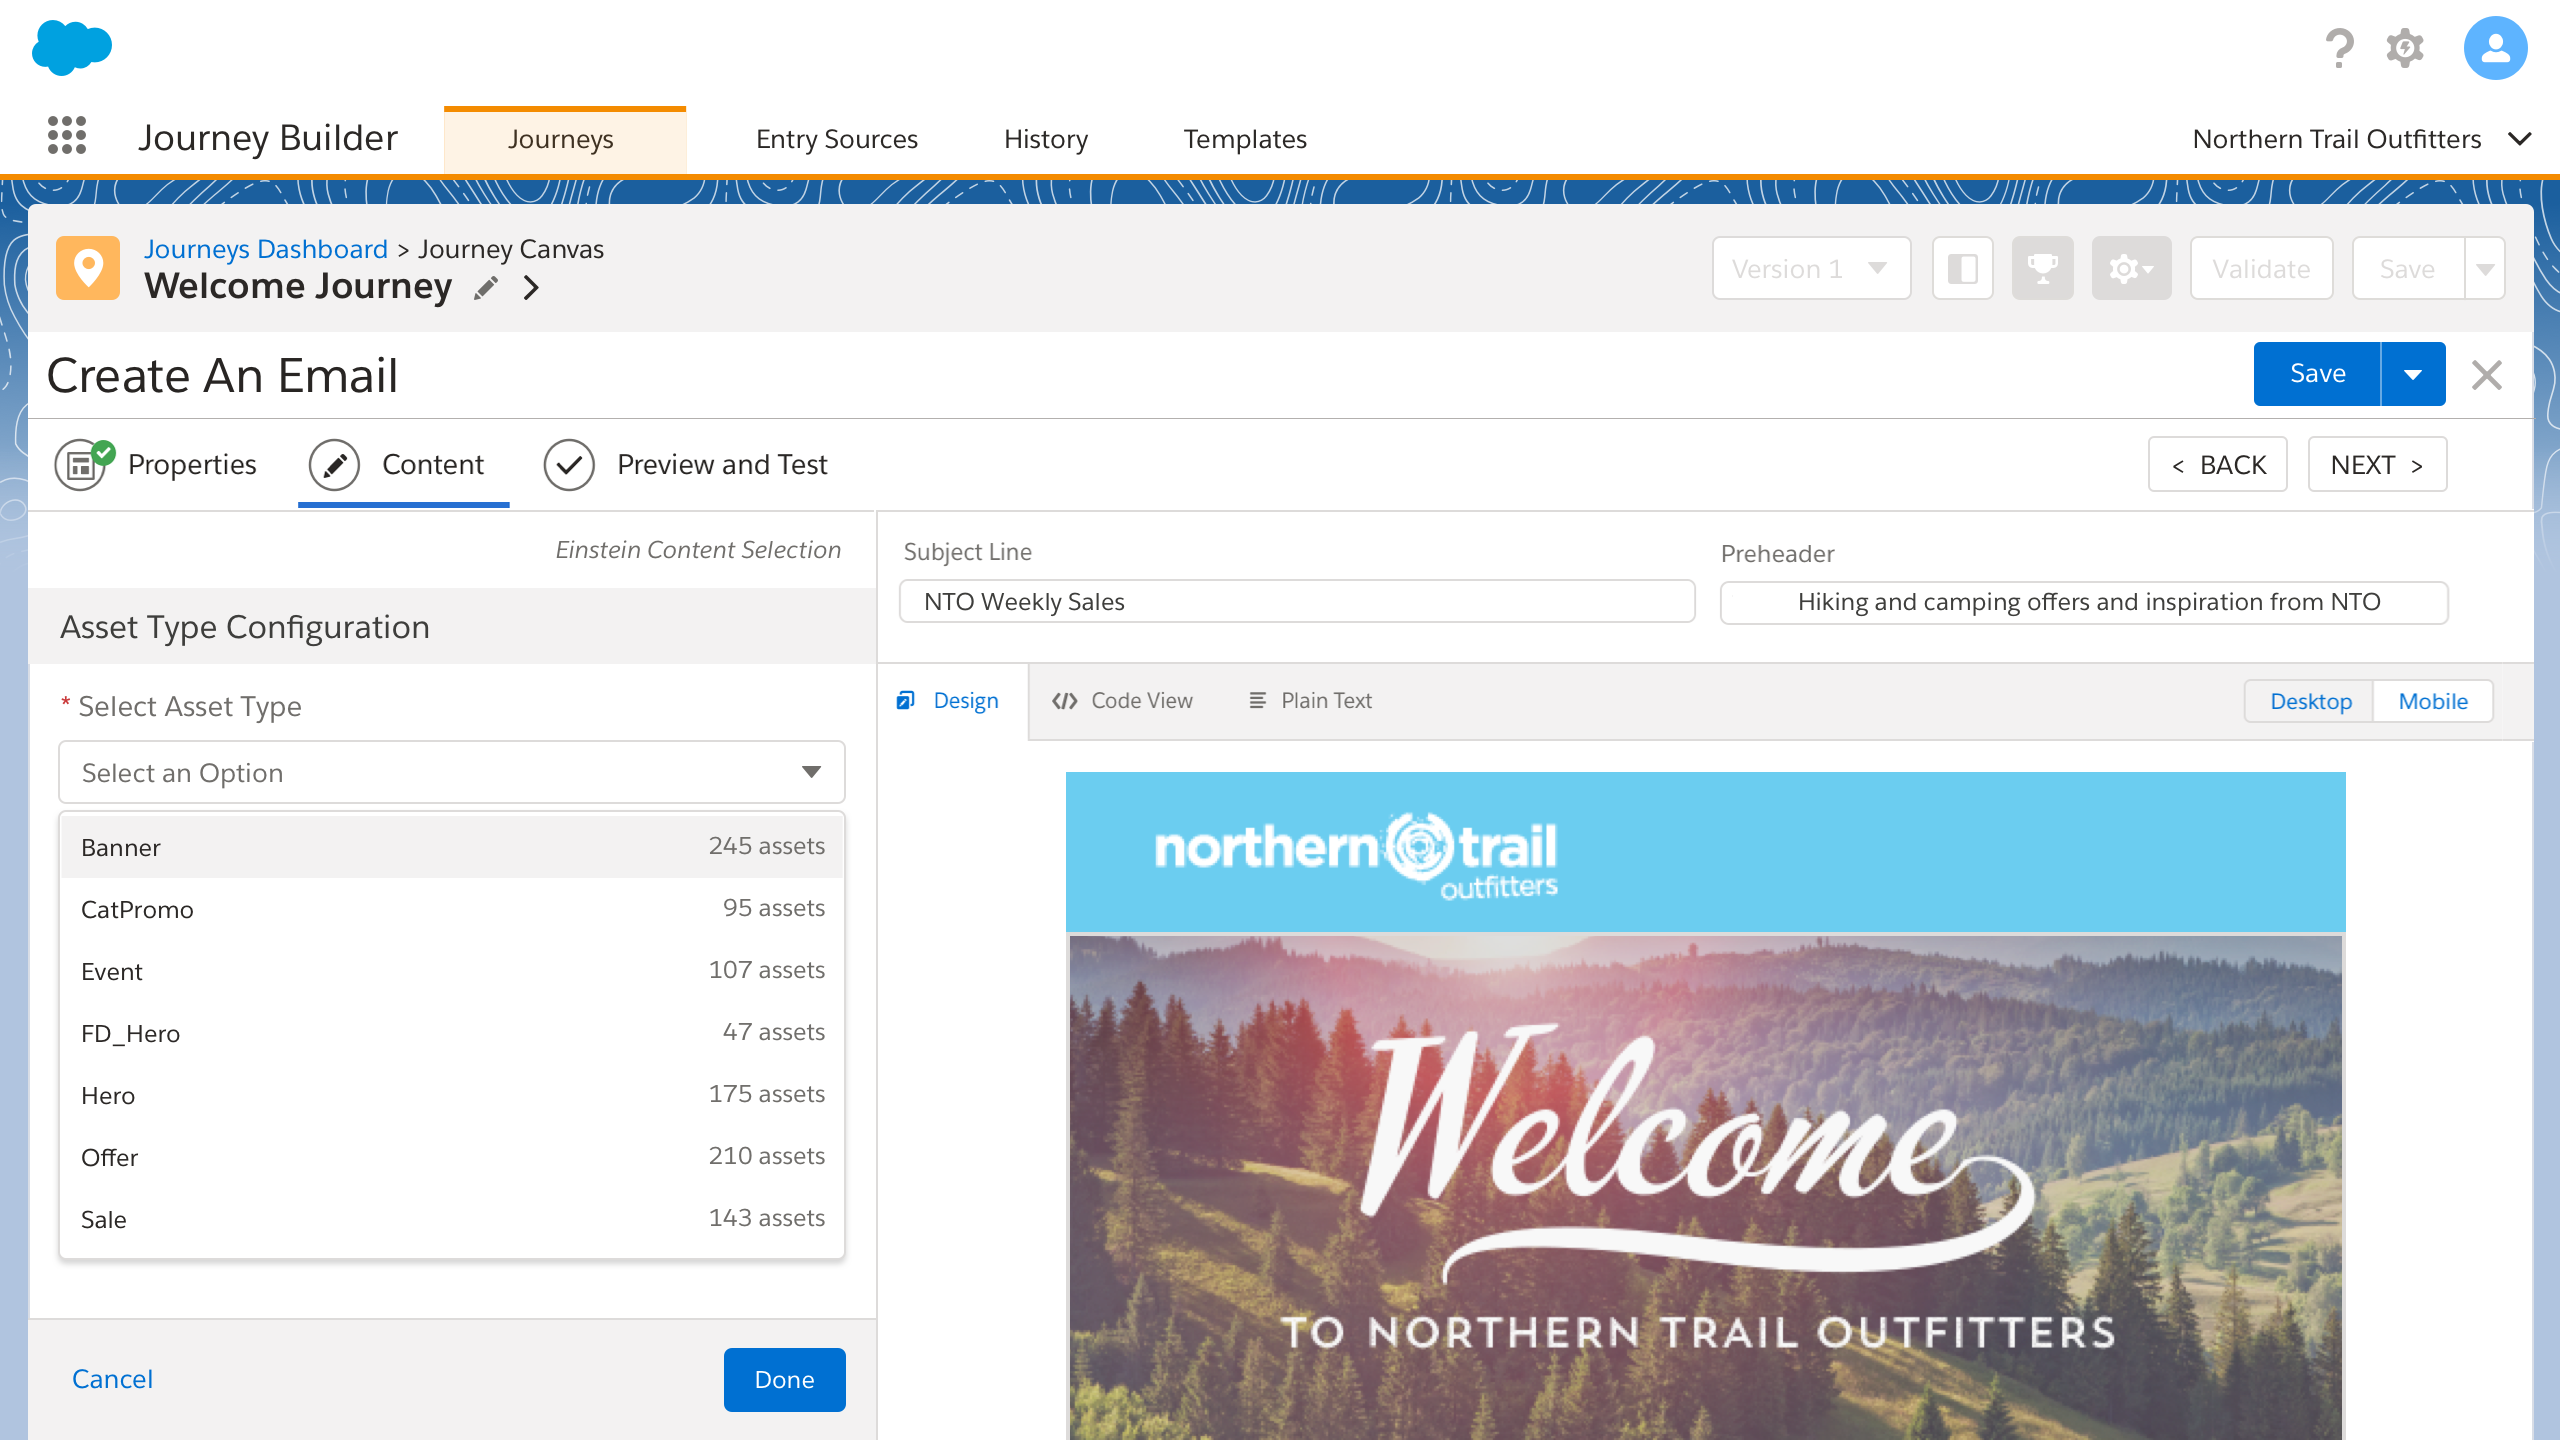 Journey Builder
Journeys
Entry Sources
History
Templates
Northern Trail Outfitters
Journeys Dashboard > Journey Canvas
Welcome Journey
Version 1
Validate
Save
Create An Email
Save
Properties
Content
Preview and Test
< BACK
NEXT >
Einstein Content Selection
Asset Type Configuration
* Select Asset Type
Select an Option
Banner 245 assets
CatPromo 95 assets
Event 107 assets
FD_Hero 47 assets
Hero 175 assets
Offer 210 assets
Sale 143 assets
Cancel
Done
Subject Line
NTO Weekly Sales
Preheader
Hiking and camping offers and inspiration from NTO
Design
Code View
Plain Text
Desktop
Mobile
northern trail
outfitters
Welcome
TO NORTHERN TRAIL OUTFITTERS